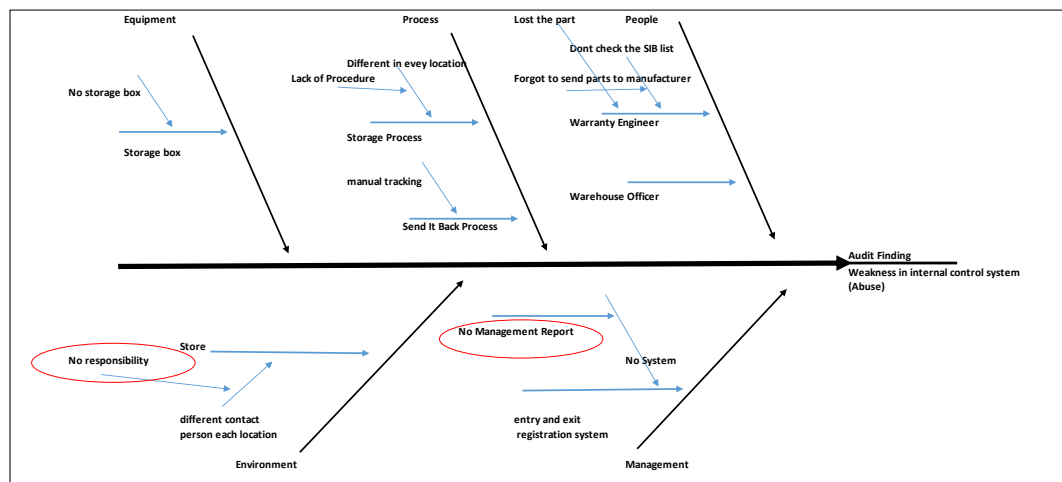 Equipment
Process
Lost the part
People
Dont check the SIB list
Different in evey location
Lack of Procedure
Forgot to send parts to manufacturer
No storage box
Warranty Engineer
Storage Process
Storage box
manual tracking
Warehouse Officer
Send It Back Process
Audit Finding
Weakness in internal control system
(Abuse)
No Management Report
Store
No responsibility
No System
different contact
person each location
entry and exit
registration system
Environment
Management